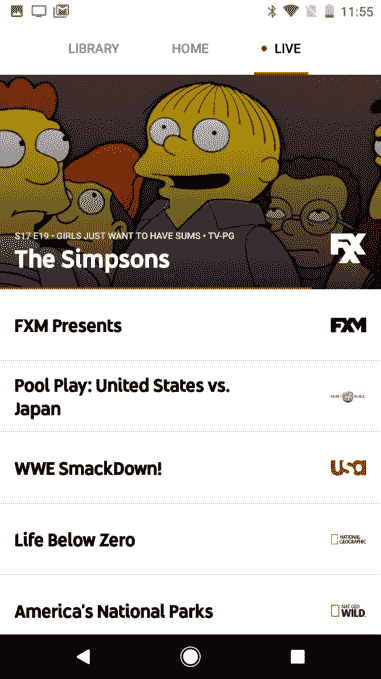 11:55
LIBRARY HOME LIVE
S17 E19 • GIRLS JUST WANT TO HAVE SUMS • TV-PG
The Simpsons
FXX
FXM Presents
FXM
Pool Play: United States vs.
Japan
WWE SmackDown!
usa
Life Below Zero
NATIONAL
GEOGRAPHIC
America's National Parks
NAT GEO
WILD